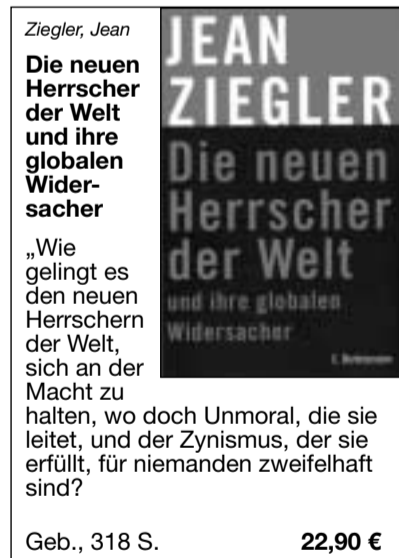 Ziegler, Jean
Die neuen
Herrscher
der Welt
und ihre
globalen
Wider-
sacher
„Wie
gelingt es
den neuen
Herrschern
der Welt,
sich an der
Macht zu
halten, wo doch Unmoral, die sie
leitet, und der Zynismus, der sie
erfüllt, für niemanden zweifelhaft
sind?
Geb., 318 S. 22,90 €
JEAN
ZIEGLER
Die neuen
Herrscher
der Welt
und ihre globalen
Widersacher